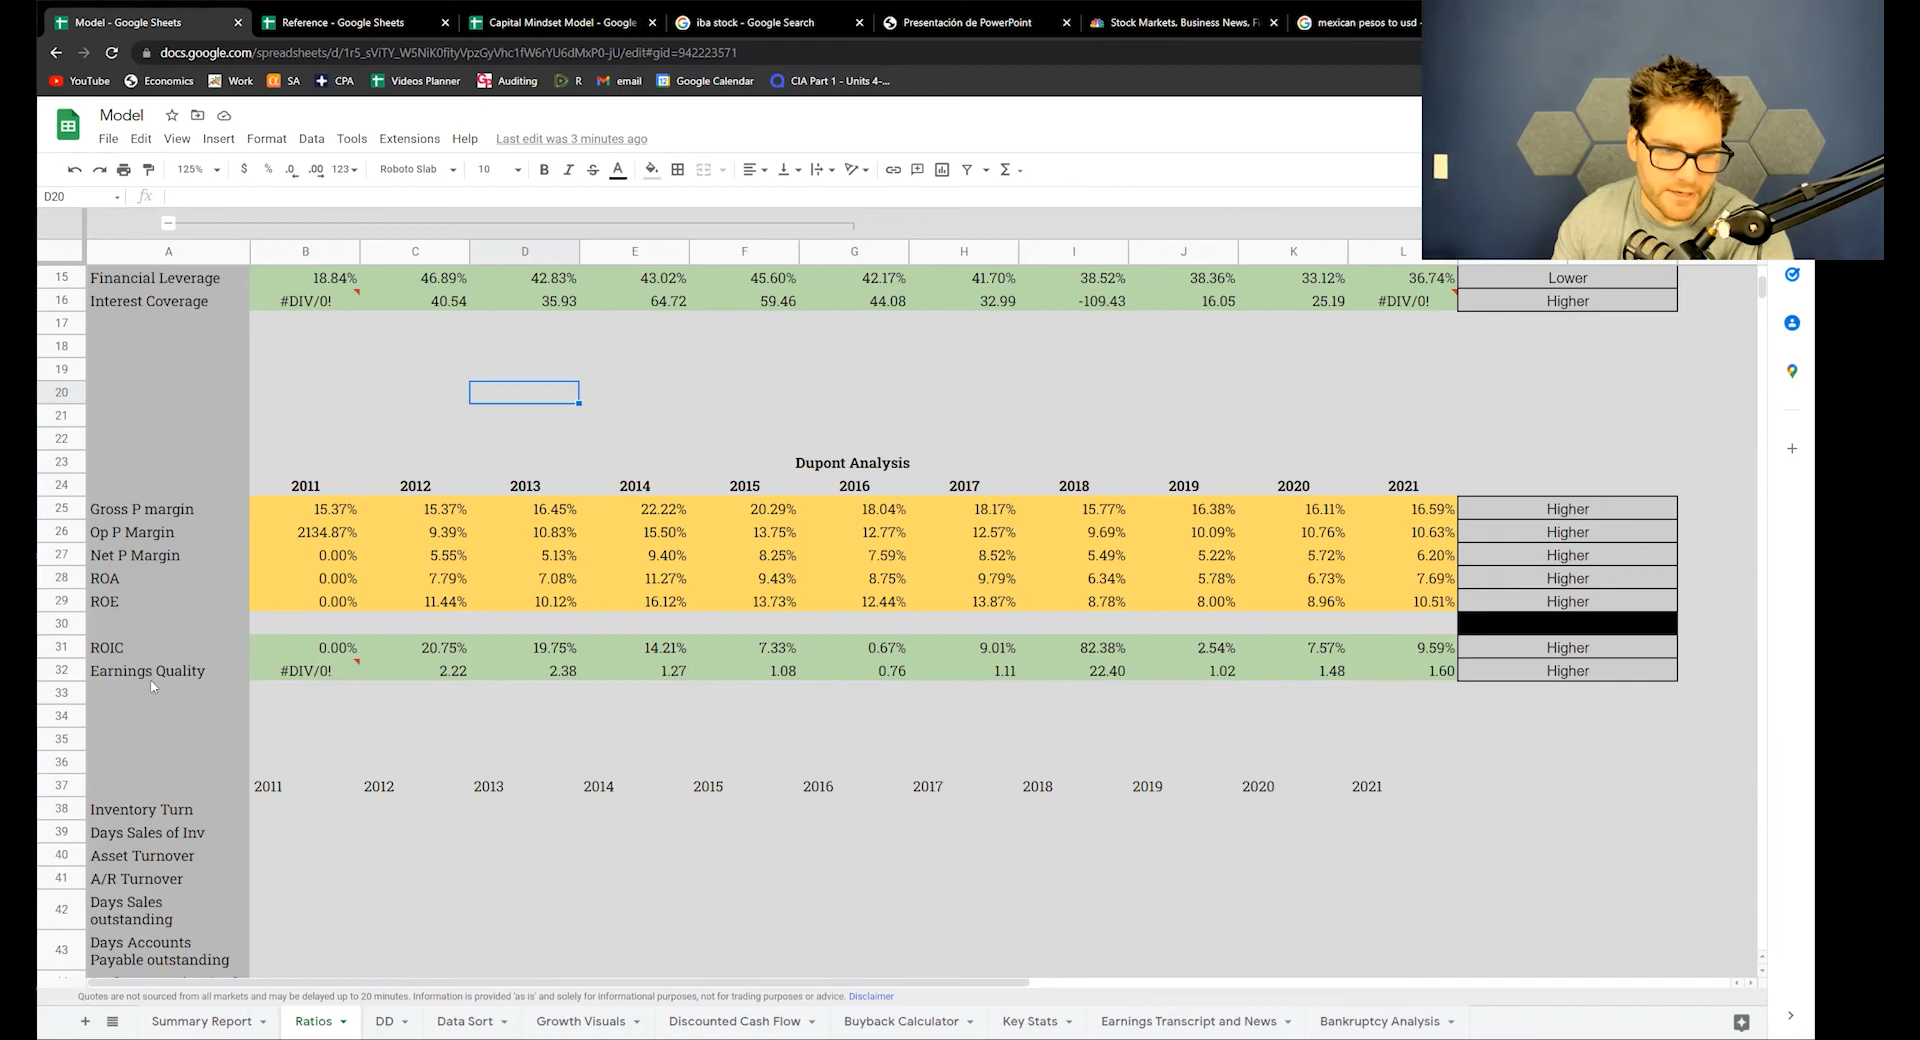 Model - Google Sheets
Reference - Google Sheets
Capital Mindset Model - Google
iba stock - Google Search
Presentación de PowerPoint
Stock Markets, Business News, Fi
mexican pesos to usd -
docs.google.com/spreadsheets/d/1r5_sViTY_W5NiK0fityVpzGyVhc1fW6rYU6dMxP0-jU/edit#gid=942223571
YouTube
Economics
Work
SA
CPA
Videos Planner
Auditing
R
email
Google Calendar
CIA Part 1 - Units 4-...
Model
File Edit View Insert Format Data Tools Extensions Help Last edit was 3 minutes ago
125% $ % .0 .00 123 Roboto Slab 10 B I S A
D20 fx
A B C D E F G H I J K L
15 Financial Leverage 18.84% 46.89% 42.83% 43.02% 45.60% 42.17% 41.70% 38.52% 38.36% 33.12% 36.74% Lower
16 Interest Coverage #DIV/0! 40.54 35.93 64.72 59.46 44.08 32.99 -109.43 16.05 25.19 #DIV/0! Higher
17
18
19
20
21
22
23 Dupont Analysis
24 2011 2012 2013 2014 2015 2016 2017 2018 2019 2020 2021
25 Gross P margin 15.37% 15.37% 16.45% 22.22% 20.29% 18.04% 18.17% 15.77% 16.38% 16.11% 16.59% Higher
26 Op P Margin 2134.87% 9.39% 10.83% 15.50% 13.75% 12.77% 12.57% 9.69% 10.09% 10.76% 10.63% Higher
27 Net P Margin 0.00% 5.55% 5.13% 9.40% 8.25% 7.59% 8.52% 5.49% 5.22% 5.72% 6.20% Higher
28 ROA 0.00% 7.79% 7.08% 11.27% 9.43% 8.75% 9.79% 6.34% 5.78% 6.73% 7.69% Higher
29 ROE 0.00% 11.44% 10.12% 16.12% 13.73% 12.44% 13.87% 8.78% 8.00% 8.96% 10.51% Higher
30
31 ROIC 0.00% 20.75% 19.75% 14.21% 7.33% 0.67% 9.01% 82.38% 2.54% 7.57% 9.59% Higher
32 Earnings Quality #DIV/0! 2.22 2.38 1.27 1.08 0.76 1.11 22.40 1.02 1.48 1.60 Higher
33
34
35
36
37 2011 2012 2013 2014 2015 2016 2017 2018 2019 2020 2021
38 Inventory Turn
39 Days Sales of Inv
40 Asset Turnover
41 A/R Turnover
42 Days Sales
outstanding
43 Days Accounts
Payable outstanding
Quotes are not sourced from all markets and may be delayed up to 20 minutes. Information is provided 'as is' and solely for informational purposes, not for trading purposes or advice. Disclaimer
Summary Report
Ratios
DD
Data Sort
Growth Visuals
Discounted Cash Flow
Buyback Calculator
Key Stats
Earnings Transcript and News
Bankruptcy Analysis